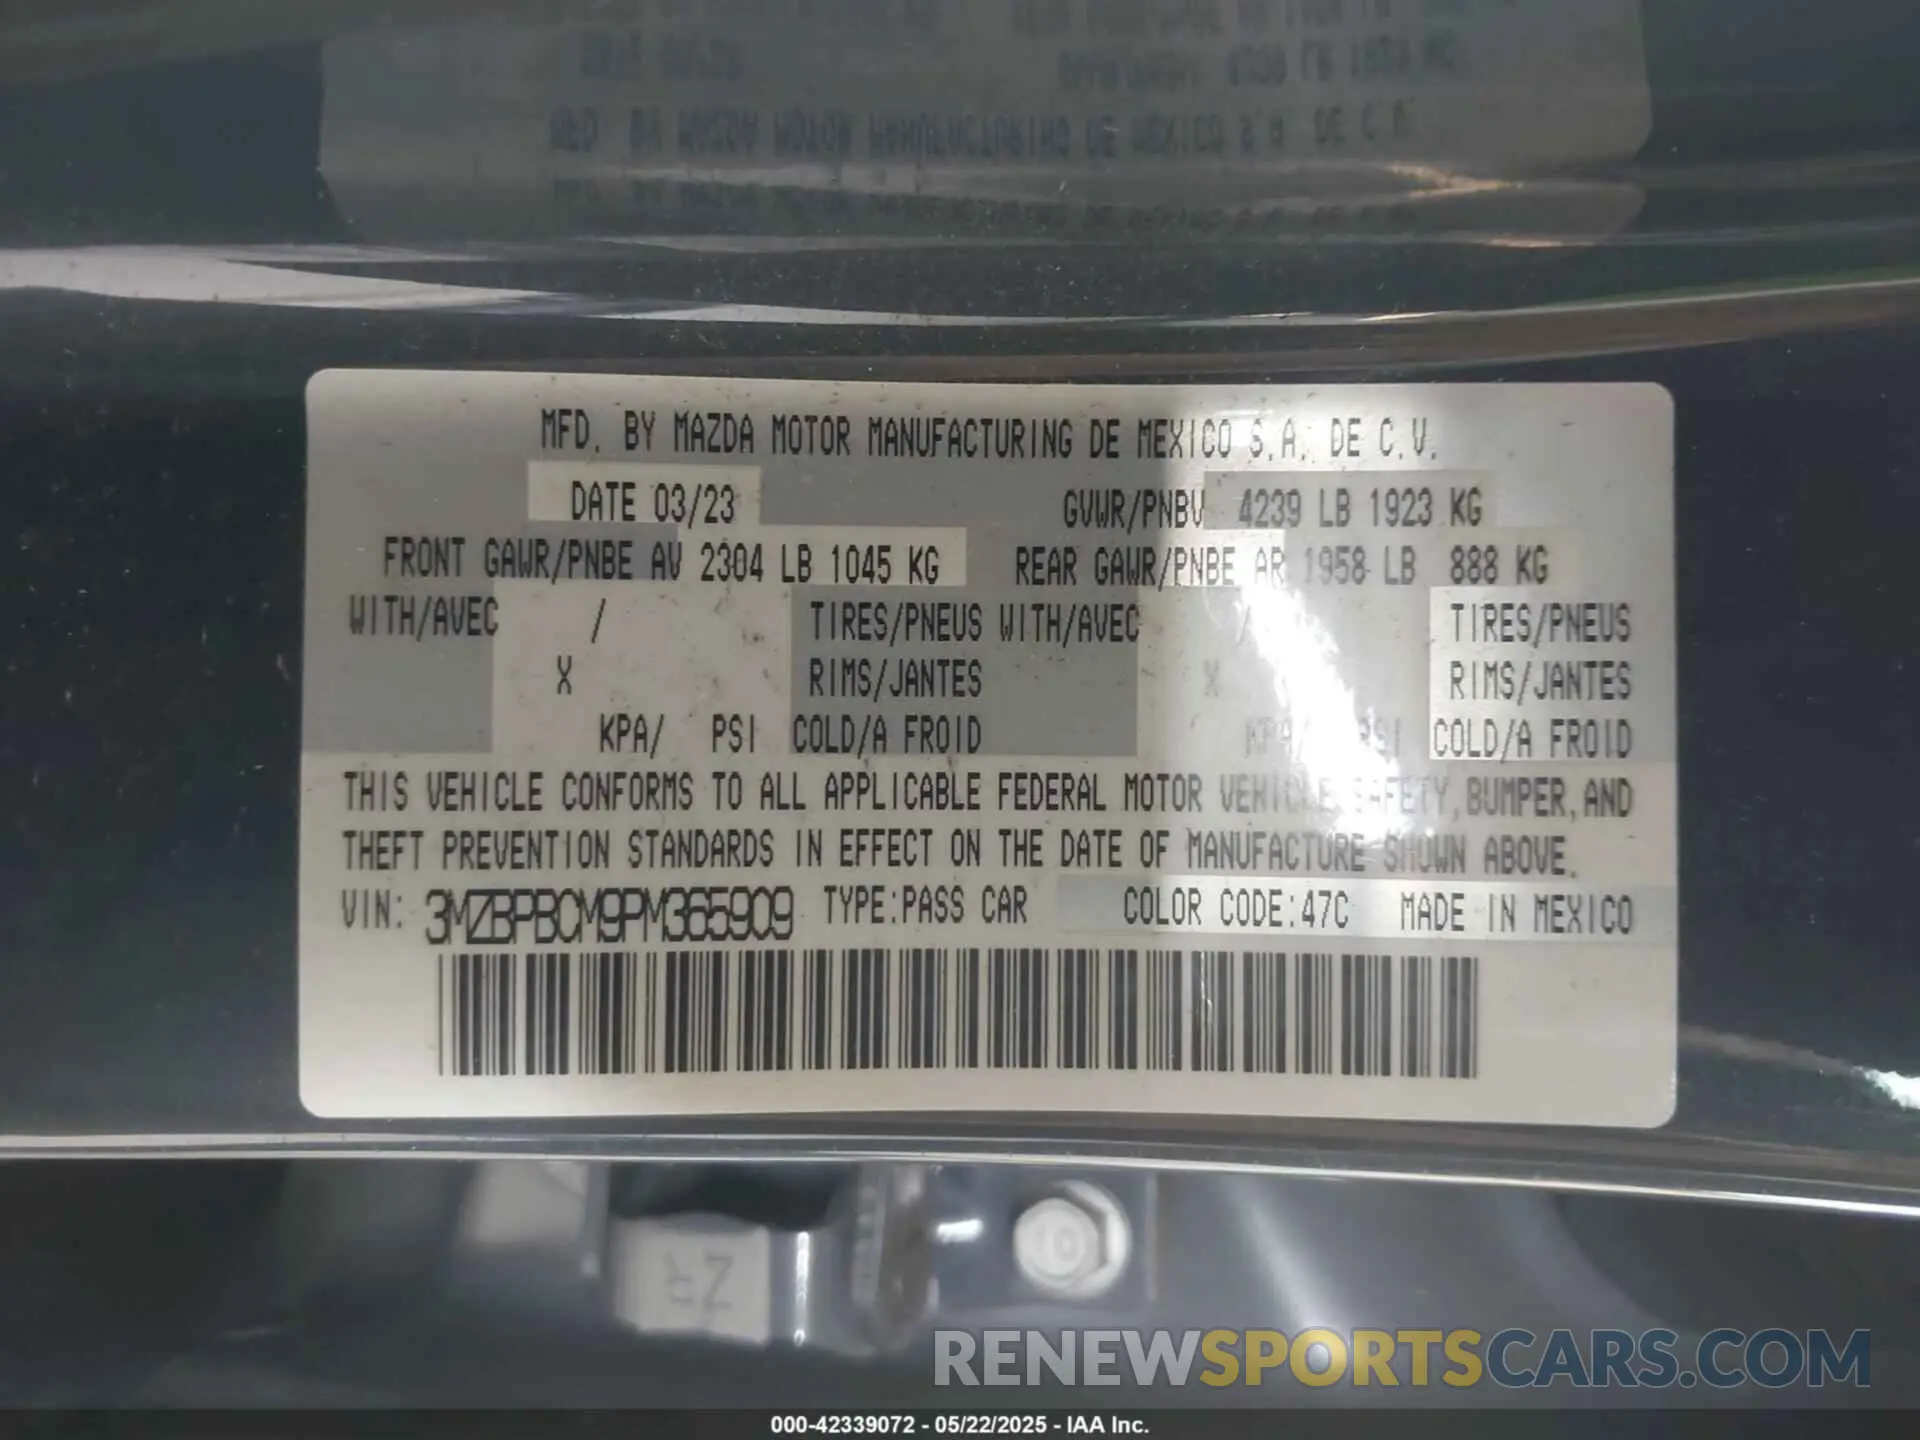 MFD. BY MAZDA MOTOR MANUFACTURING DE MEXICO S.A. DE C.V.
DATE 03/23 GVWR/PNBV 4239 LB 1923 KG
FRONT GAWR/PNBE AV 2304 LB 1045 KG REAR GAWR/PNBE AR 1958 LB 888 KG
WITH/AVEC / TIRES/PNEUS WITH/AVEC / TIRES/PNEUS
X RIMS/JANTES X RIMS/JANTES
KPA/ PSI COLD/A FROID KPA/ PSI COLD/A FROID
THIS VEHICLE CONFORMS TO ALL APPLICABLE FEDERAL MOTOR VEHICLE SAFETY, BUMPER, AND
THEFT PREVENTION STANDARDS IN EFFECT ON THE DATE OF MANUFACTURE SHOWN ABOVE.
VIN: 3MZBPBCM9PM365909 TYPE:PASS CAR COLOR CODE:47C MADE IN MEXICO
10
RENEWSPORTSCARS.COM
000-42339072 - 05/22/2025 - IAA Inc.